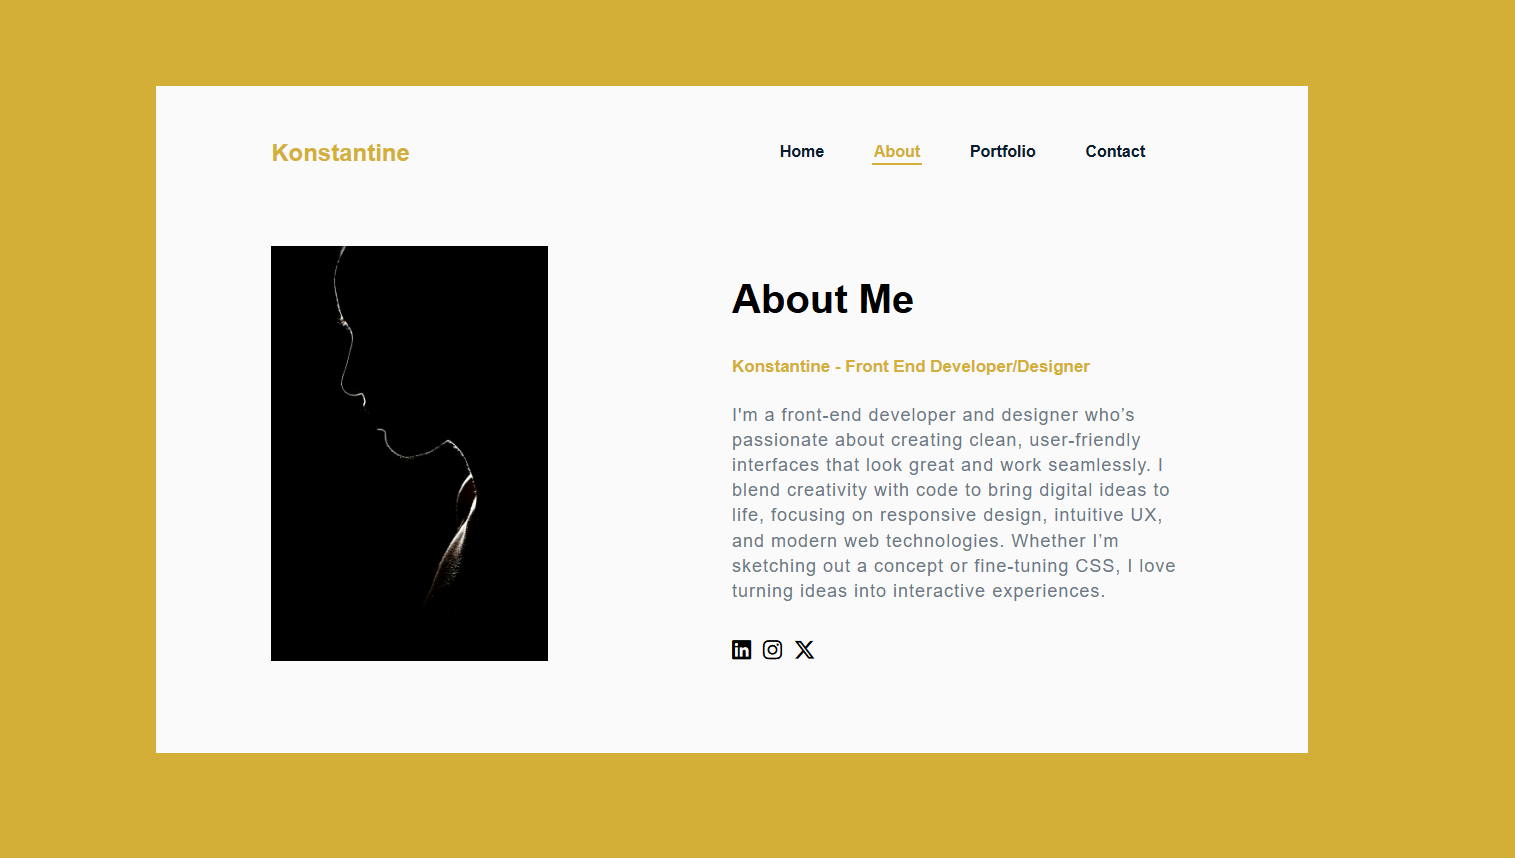 Konstantine
Home About Portfolio Contact
About Me
Konstantine - Front End Developer/Designer
I'm a front-end developer and designer who’s
passionate about creating clean, user-friendly
interfaces that look great and work seamlessly. I
blend creativity with code to bring digital ideas to
life, focusing on responsive design, intuitive UX,
and modern web technologies. Whether I’m
sketching out a concept or fine-tuning CSS, I love
turning ideas into interactive experiences.